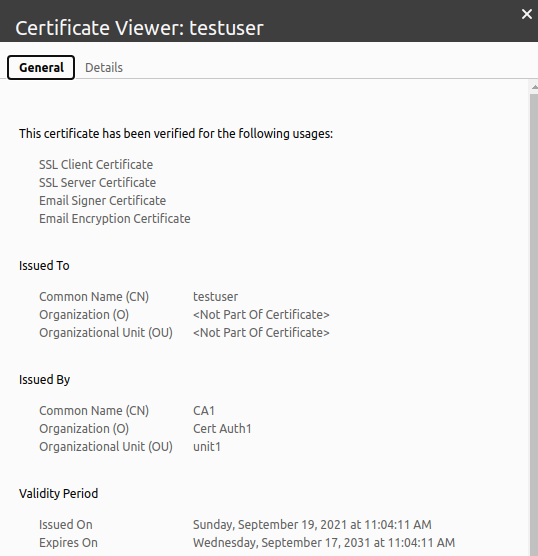 Certificate Viewer: testuser
General Details
This certificate has been verified for the following usages:
SSL Client Certificate
SSL Server Certificate
Email Signer Certificate
Email Encryption Certificate
Issued To
Common Name (CN) testuser
Organization (O) <Not Part Of Certificate>
Organizational Unit (OU) <Not Part Of Certificate>
Issued By
Common Name (CN) CA1
Organization (O) Cert Auth1
Organizational Unit (OU) unit1
Validity Period
Issued On Sunday, September 19, 2021 at 11:04:11 AM
Expires On Wednesday, September 17, 2031 at 11:04:11 AM